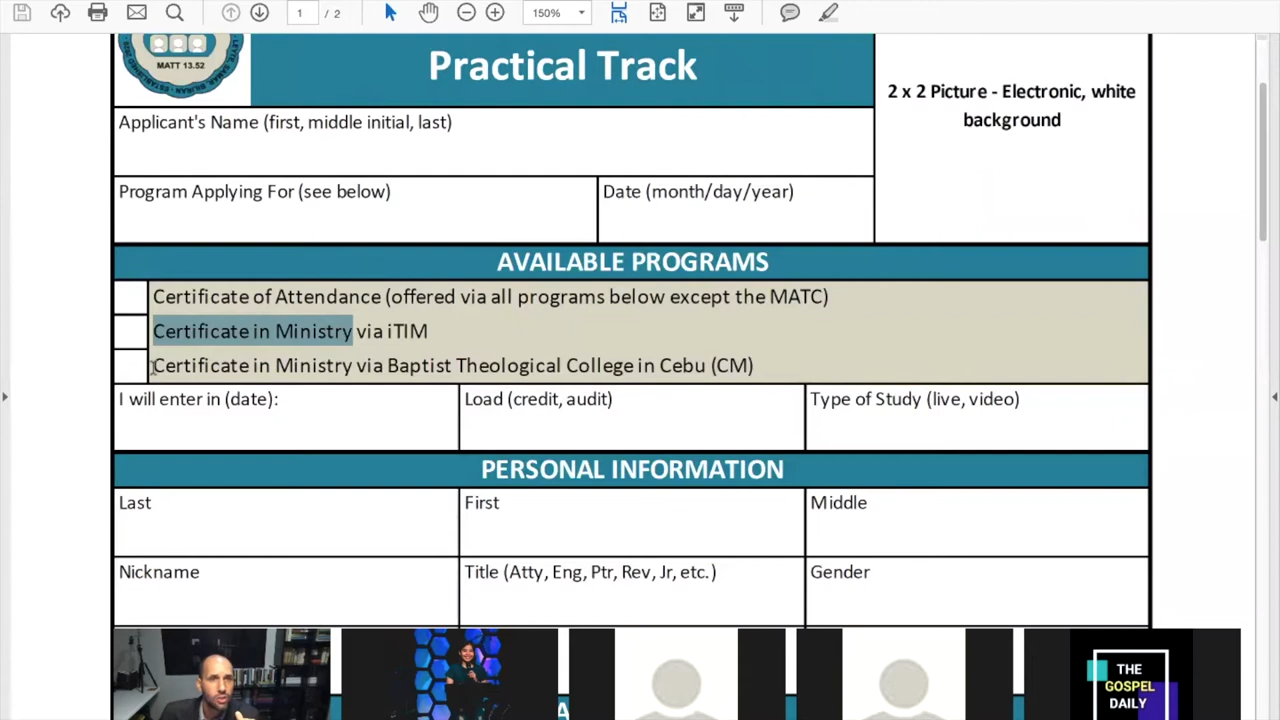 1 / 2
150%
MATT 13.52
Practical Track
2 x 2 Picture - Electronic, white
background
Applicant's Name (first, middle initial, last)
Program Applying For (see below)
Date (month/day/year)
AVAILABLE PROGRAMS
Certificate of Attendance (offered via all programs below except the MATC)
Certificate in Ministry via iTIM
Certificate in Ministry via Baptist Theological College in Cebu (CM)
I will enter in (date):
Load (credit, audit)
Type of Study (live, video)
PERSONAL INFORMATION
Last
First
Middle
Nickname
Title (Atty, Eng, Ptr, Rev, Jr, etc.)
Gender
THE
GOSPEL
DAILY